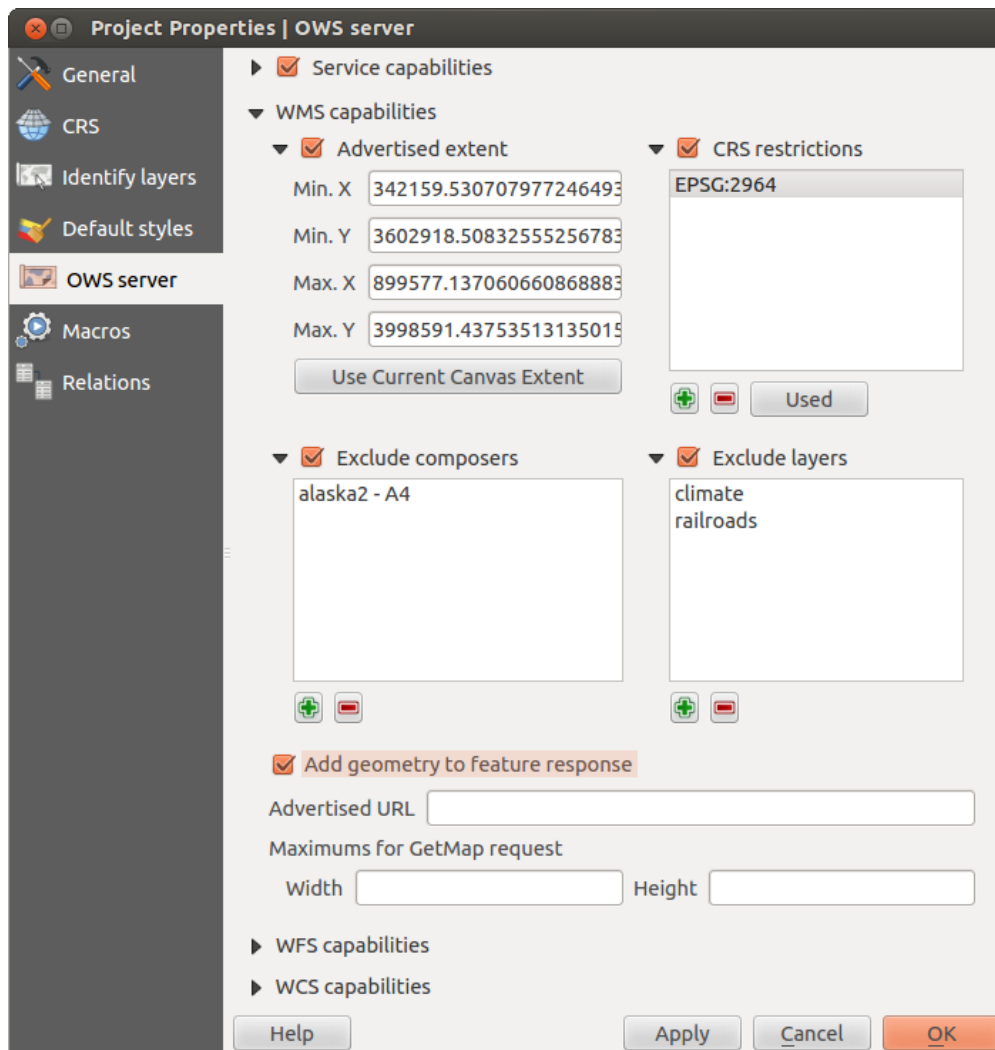 Project Properties | OWS server
General
CRS
Identify layers
Default styles
OWS server
Macros
Relations
Service capabilities
WMS capabilities
Advertised extent
Min. X 342159.530707977246493
Min. Y 3602918.50832555256783
Max. X 899577.137060660868883
Max. Y 3998591.43753513135015
Use Current Canvas Extent
CRS restrictions
EPSG:2964
Used
Exclude composers
alaska2 - A4
Exclude layers
climate
railroads
Add geometry to feature response
Advertised URL
Maximums for GetMap request
Width Height
WFS capabilities
WCS capabilities
Help Apply Cancel OK